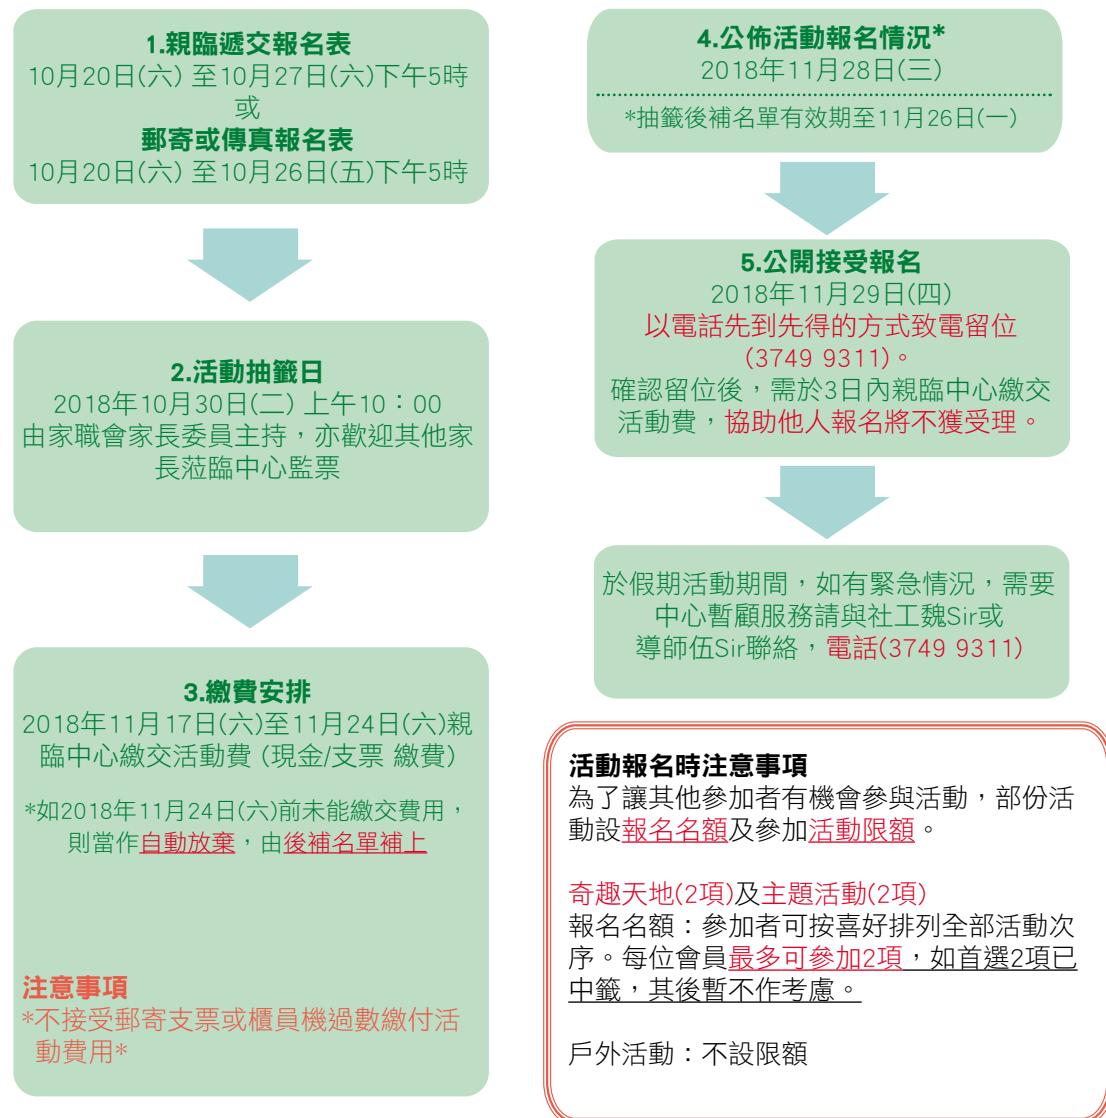 1.親臨遞交報名表
10月20日(六) 至10月27日(六)下午5時
或
郵寄或傳真報名表
10月20日(六) 至10月26日(五)下午5時
2.活動抽籤日
2018年10月30日(二) 上午10：00
由家職會家長委員主持，亦歡迎其他家
長蒞臨中心監票
3.繳費安排
2018年11月17日(六)至11月24日(六)親
臨中心繳交活動費 (現金/支票 繳費)
*如2018年11月24日(六)前未能繳交費用，
則當作自動放棄，由後補名單補上
注意事項
*不接受郵寄支票或櫃員機過數繳付活
動費用*
4.公佈活動報名情況*
2018年11月28日(三)
*抽籤後補名單有效期至11月26日(一)
5.公開接受報名
2018年11月29日(四)
以電話先到先得的方式致電留位
(3749 9311)。
確認留位後，需於3日內親臨中心繳交
活動費，協助他人報名將不獲受理。
於假期活動期間，如有緊急情況，需要
中心暫顧服務請與社工魏Sir或
導師伍Sir聯絡，電話(3749 9311)
活動報名時注意事項
為了讓其他參加者有機會參與活動，部份活
動設報名名額及參加活動限額。
奇趣天地(2項)及主題活動(2項)
報名名額：參加者可按喜好排列全部活動次
序。每位會員最多可參加2項，如首選2項已
中籤，其後暫不作考慮。
戶外活動：不設限額